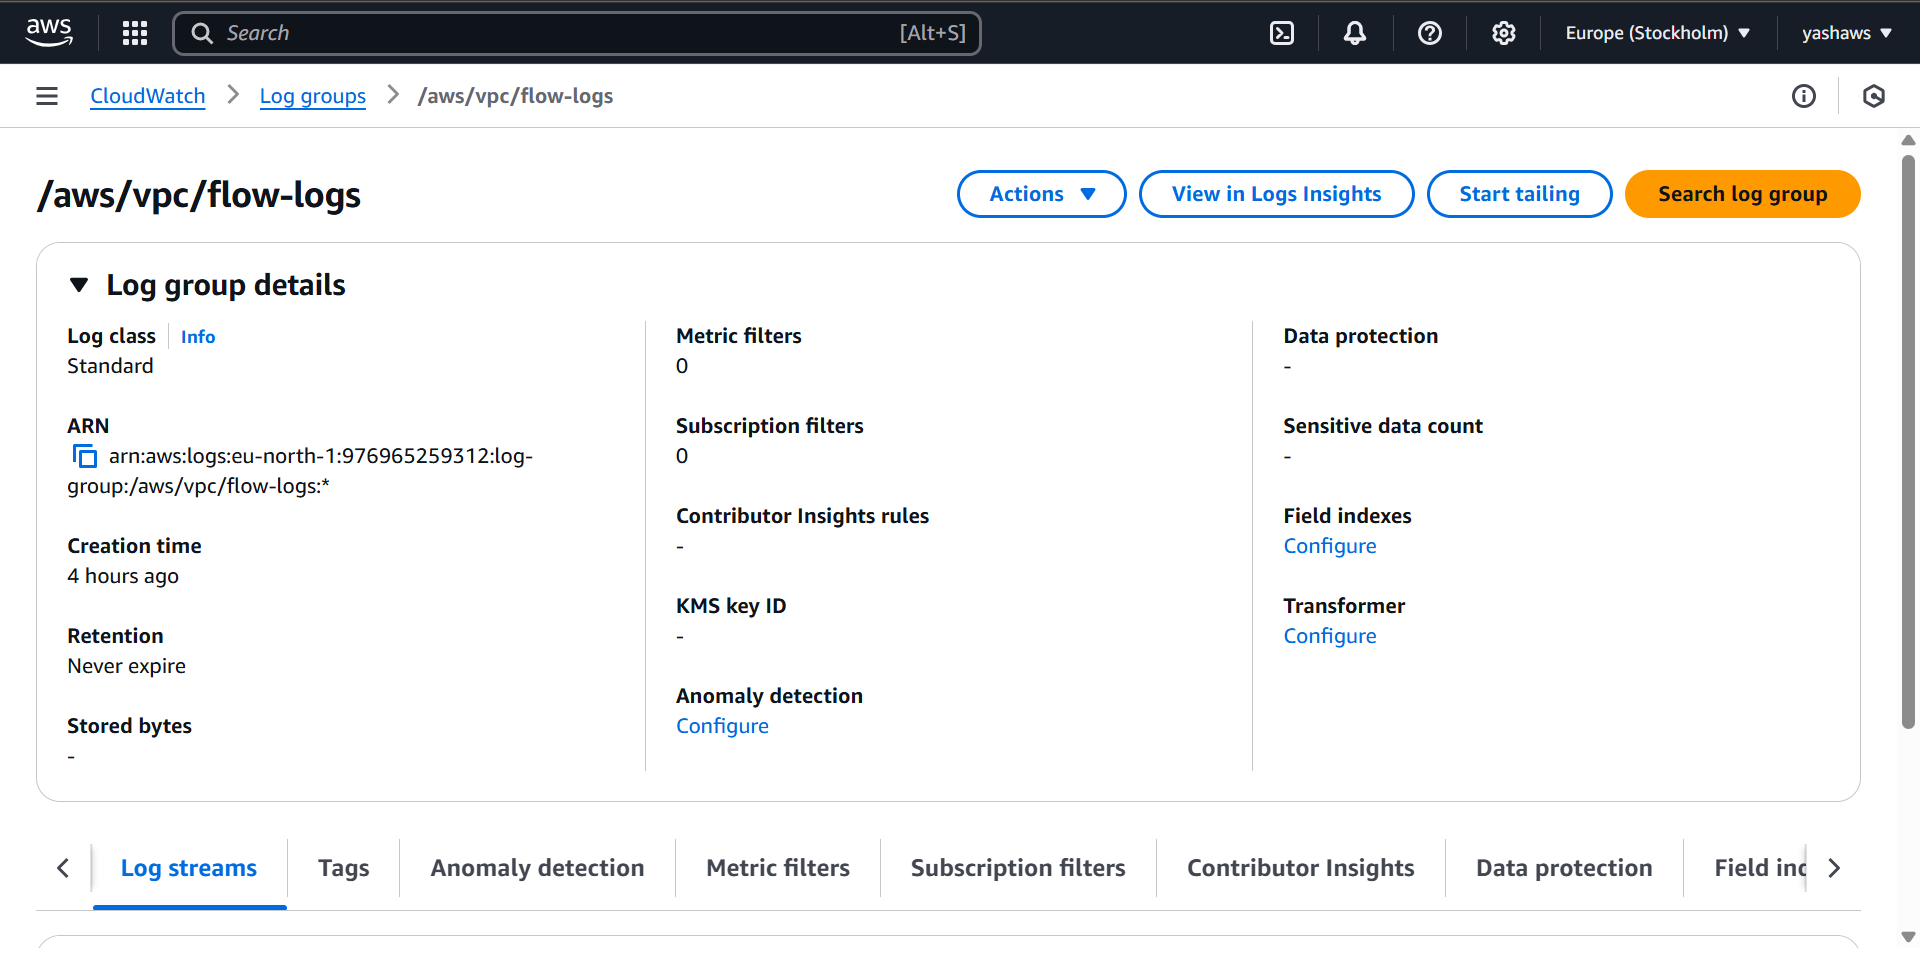 aws
Search [Alt+S]
Europe (Stockholm)
yashaws
CloudWatch
Log groups
/aws/vpc/flow-logs
/aws/vpc/flow-logs
Actions
View in Logs Insights
Start tailing
Search log group
Log group details
Log class
Info
Standard
ARN
arn:aws:logs:eu-north-1:976965259312:log-
group:/aws/vpc/flow-logs:*
Creation time
4 hours ago
Retention
Never expire
Stored bytes
-
Metric filters
0
Subscription filters
0
Contributor Insights rules
-
KMS key ID
-
Anomaly detection
Configure
Data protection
-
Sensitive data count
-
Field indexes
Configure
Transformer
Configure
Log streams
Tags
Anomaly detection
Metric filters
Subscription filters
Contributor Insights
Data protection
Field inc